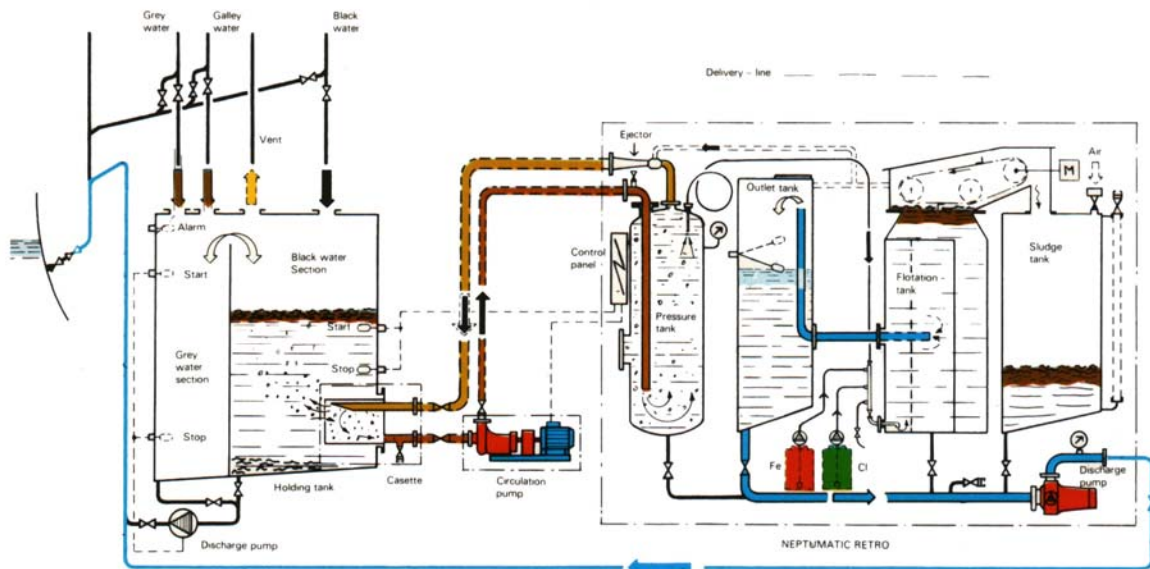 Grey
water
Galley
water
Black
water
Vent
Delivery - line
Alarm
Start
Black water
Section
Start
Stop
Grey
water
section
Stop
Holding tank
Casette
Discharge pump
Circulation
pump
Ejector
Control
panel
Pressure
tank
Outlet tank
Flotation
tank
M
Air
Sludge
tank
Fe
Cl
Discharge
pump
NEPTUMATIC RETRO